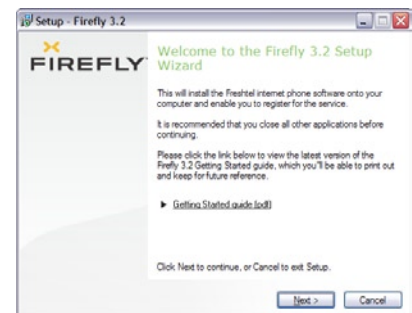 Setup - Firefly 3.2
FIREFLY
Welcome to the Firefly 3.2 Setup
Wizard
This will install the Freshtel internet phone software onto your
computer and enable you to register for the service.
It is recommended that you close all other applications before
continuing.
Please click the link below to view the latest version of the
Firefly 3.2 Getting Started guide, which you''ll be able to print out
and keep for future reference.
Getting Started guide (pdf)
Click Next to continue, or Cancel to exit Setup.
Next >
Cancel